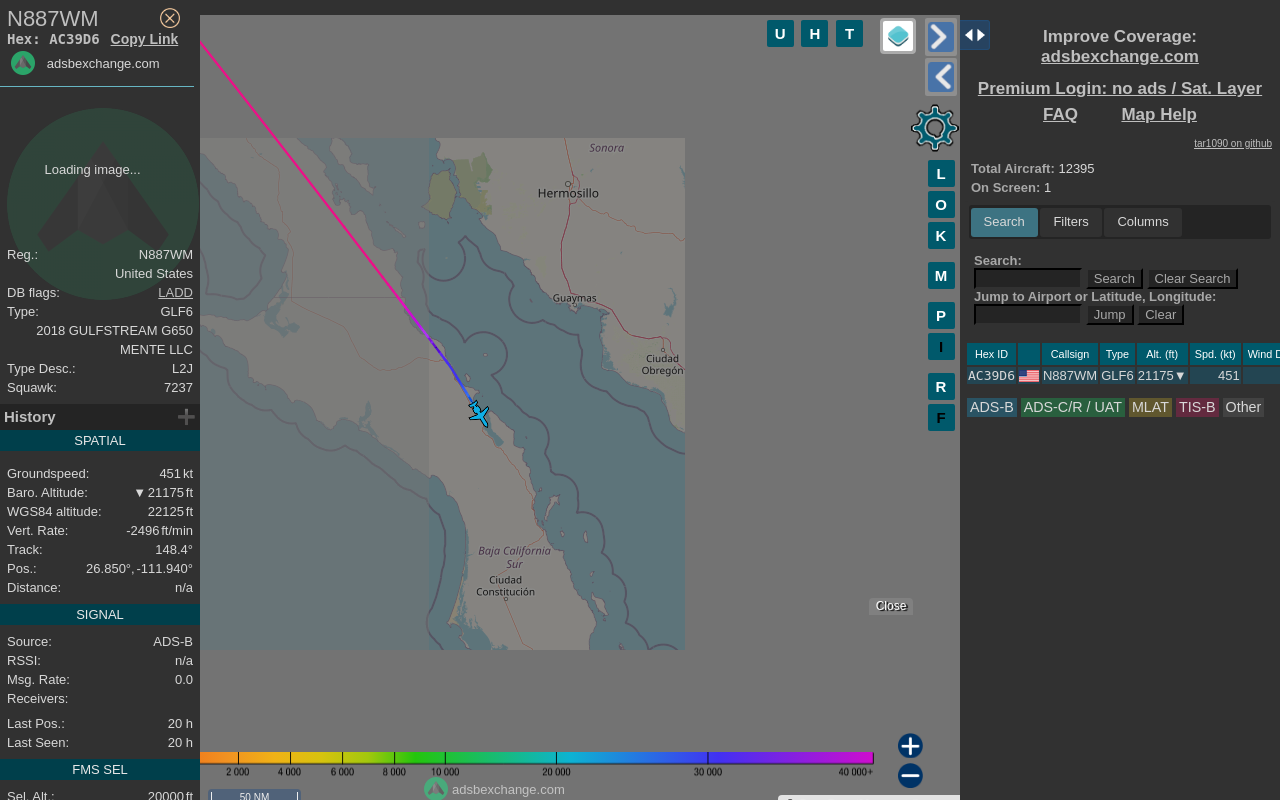 N887WM
Hex: AC39D6 Copy Link
adsbexchange.com
Loading image...
Reg.: N887WM
United States
DB flags: LADD
Type: GLF6
2018 GULFSTREAM G650
MENTE LLC
Type Desc.: L2J
Squawk: 7237
History
SPATIAL
Groundspeed: 451 kt
Baro. Altitude: ▼ 21175 ft
WGS84 altitude: 22125 ft
Vert. Rate: -2496 ft/min
Track: 148.4°
Pos.: 26.850°, -111.940°
Distance: n/a
SIGNAL
Source: ADS-B
RSSI: n/a
Msg. Rate: 0.0
Receivers:
Last Pos.: 20 h
Last Seen: 20 h
FMS SEL
Sel. Alt.: 20000 ft
U H T
L
O
K
M
P
I
R
F
Sonora
Hermosillo
Guaymas
Ciudad
Obregón
Baja California
Sur
Ciudad
Constitución
Close
2 000 4 000 6 000 8 000 10 000 20 000 30 000 40 000+
adsbexchange.com
50 NM
Improve Coverage:
adsbexchange.com
Premium Login: no ads / Sat. Layer
FAQ Map Help
tar1090 on github
Total Aircraft: 12395
On Screen: 1
Search Filters Columns
Search:
Search Clear Search
Jump to Airport or Latitude, Longitude:
Jump Clear
Hex ID Callsign Type Alt. (ft) Spd. (kt) Wind D
AC39D6 N887WM GLF6 21175▼ 451
ADS-B ADS-C/R / UAT MLAT TIS-B Other